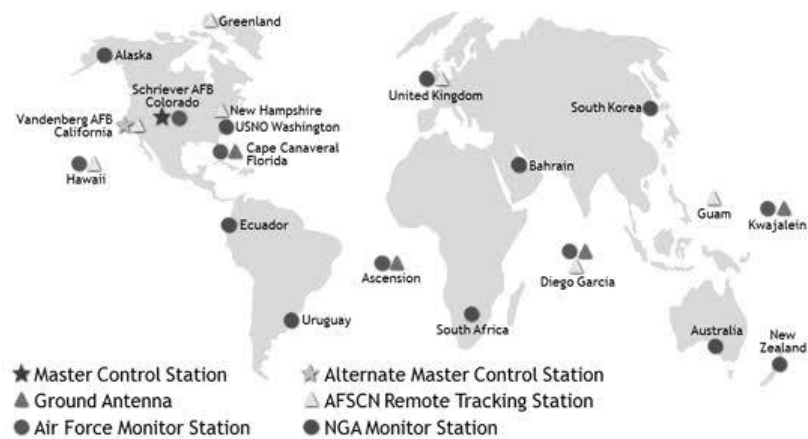 Greenland
Alaska
Schriever AFB
Colorado
Vandenberg AFB
California
New Hampshire
USNO Washington
Cape Canaveral
Florida
Hawaii
United Kingdom
South Korea
Bahrain
Guam
Kwajalein
Ecuador
Ascension
Diego Garcia
Uruguay
South Africa
Australia
New
Zealand
Master Control Station
Alternate Master Control Station
Ground Antenna
AFSCN Remote Tracking Station
Air Force Monitor Station
NGA Monitor Station